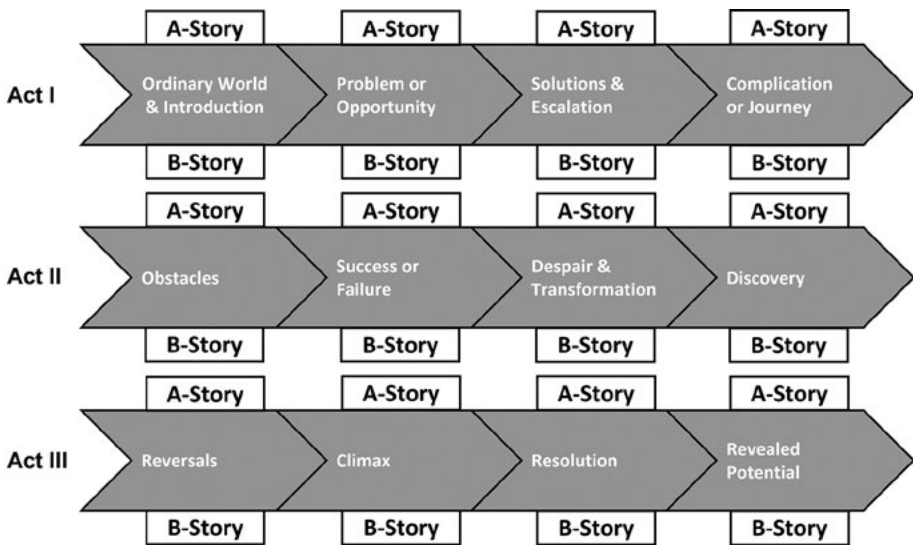 A-Story A-Story A-Story A-Story
Act I
Ordinary World
& Introduction
Problem or
Opportunity
Solutions &
Escalation
Complication
or Journey
B-Story B-Story B-Story B-Story
A-Story A-Story A-Story A-Story
Act II
Obstacles
Success or
Failure
Despair &
Transformation
Discovery
B-Story B-Story B-Story B-Story
A-Story A-Story A-Story A-Story
Act III
Reversals
Climax
Resolution
Revealed
Potential
B-Story B-Story B-Story B-Story